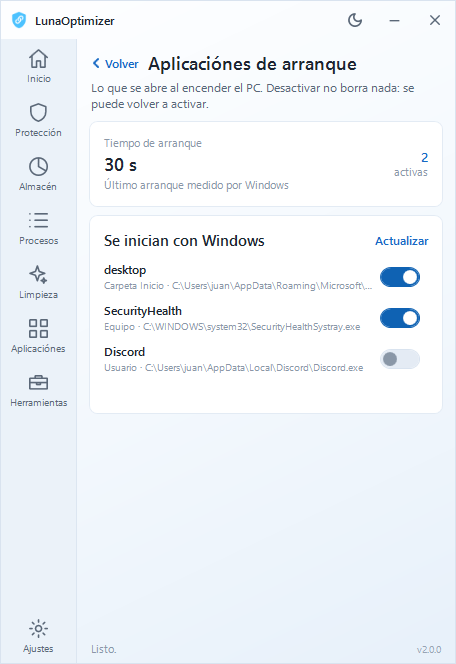 LunaOptimizer
Inicio
Protección
Almacén
Procesos
Limpieza
Aplicaciónes
Herramientas
Ajustes
Volver Aplicaciónes de arranque
Lo que se abre al encender el PC. Desactivar no borra nada: se
puede volver a activar.
Tiempo de arranque
30 s
Último arranque medido por Windows
2
activas
Se inician con Windows
Actualizar
desktop
Carpeta Inicio · C:\Users\juan\AppData\Roaming\Microsoft\...
SecurityHealth
Equipo · C:\WINDOWS\system32\SecurityHealthSystray.exe
Discord
Usuario · C:\Users\juan\AppData\Local\Discord\Discord.exe
Listo.
v2.0.0